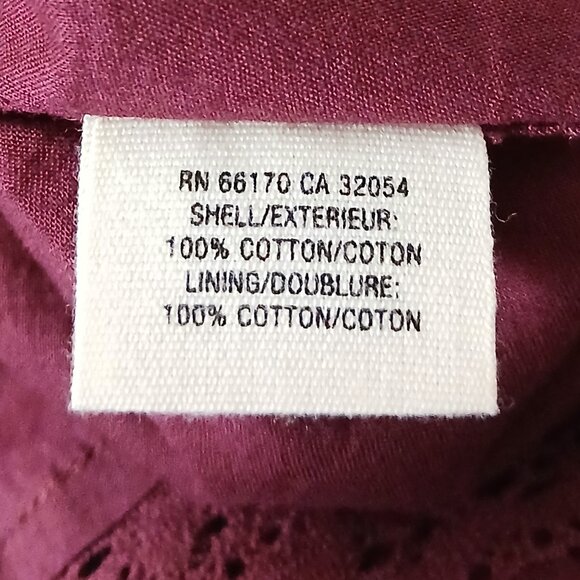 RN 66170 CA 32054
SHELL/EXTERIEUR:
100% COTTON/COTON
LINING/DOUBLURE:
100% COTTON/COTON